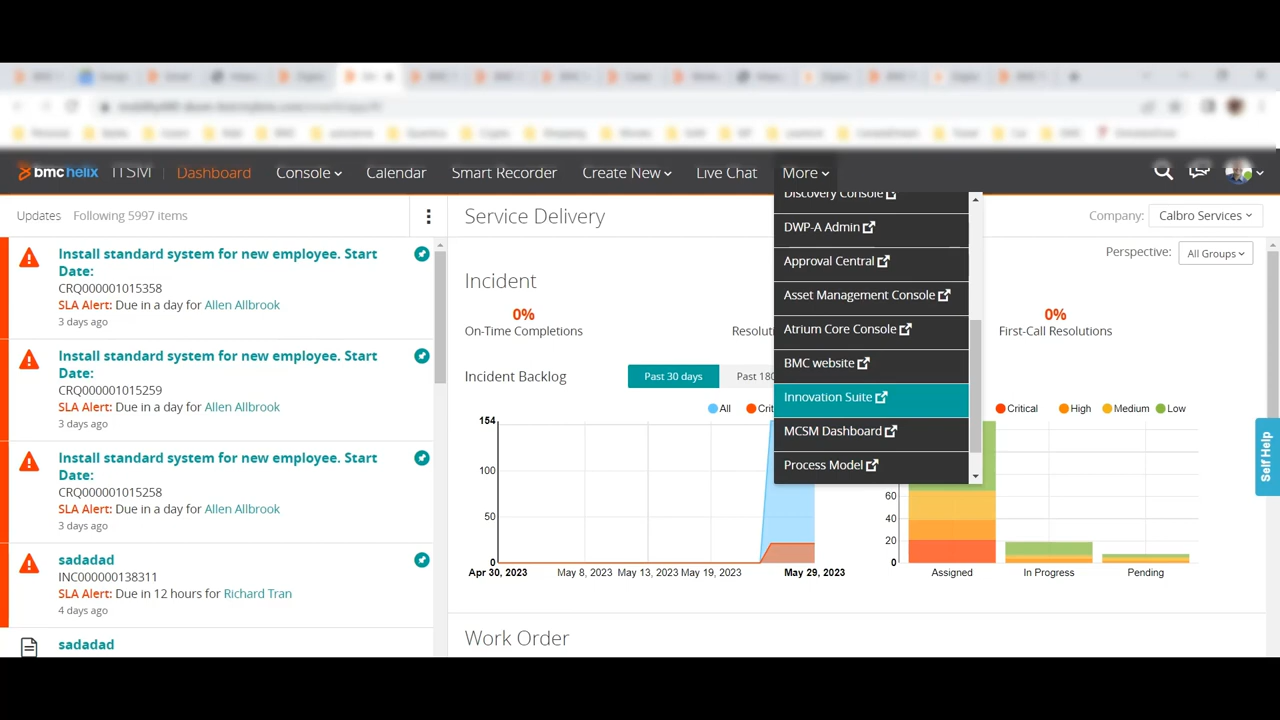 bmchelix ITSM Dashboard Console Calendar Smart Recorder Create New Live Chat More
Updates Following 5997 items
Install standard system for new employee. Start
Date:
CRQ000001015358
SLA Alert: Due in a day for Allen Allbrook
3 days ago
Install standard system for new employee. Start
Date:
CRQ000001015259
SLA Alert: Due in a day for Allen Allbrook
3 days ago
Install standard system for new employee. Start
Date:
CRQ000001015258
SLA Alert: Due in a day for Allen Allbrook
3 days ago
sadadad
INC000000138311
SLA Alert: Due in 12 hours for Richard Tran
4 days ago
sadadad
Service Delivery
Company: Calbro Services
Perspective: All Groups
Incident
0%
On-Time Completions
Resoluti
0%
First-Call Resolutions
Incident Backlog
Past 30 days
Past 180
All Crit
154
100
50
0
Apr 30, 2023 May 8, 2023 May 13, 2023 May 19, 2023 May 29, 2023
Discovery Console
DWP-A Admin
Approval Central
Asset Management Console
Atrium Core Console
BMC website
Innovation Suite
MCSM Dashboard
Process Model
Critical High Medium Low
60
40
20
0
Assigned In Progress Pending
Work Order
Self Help